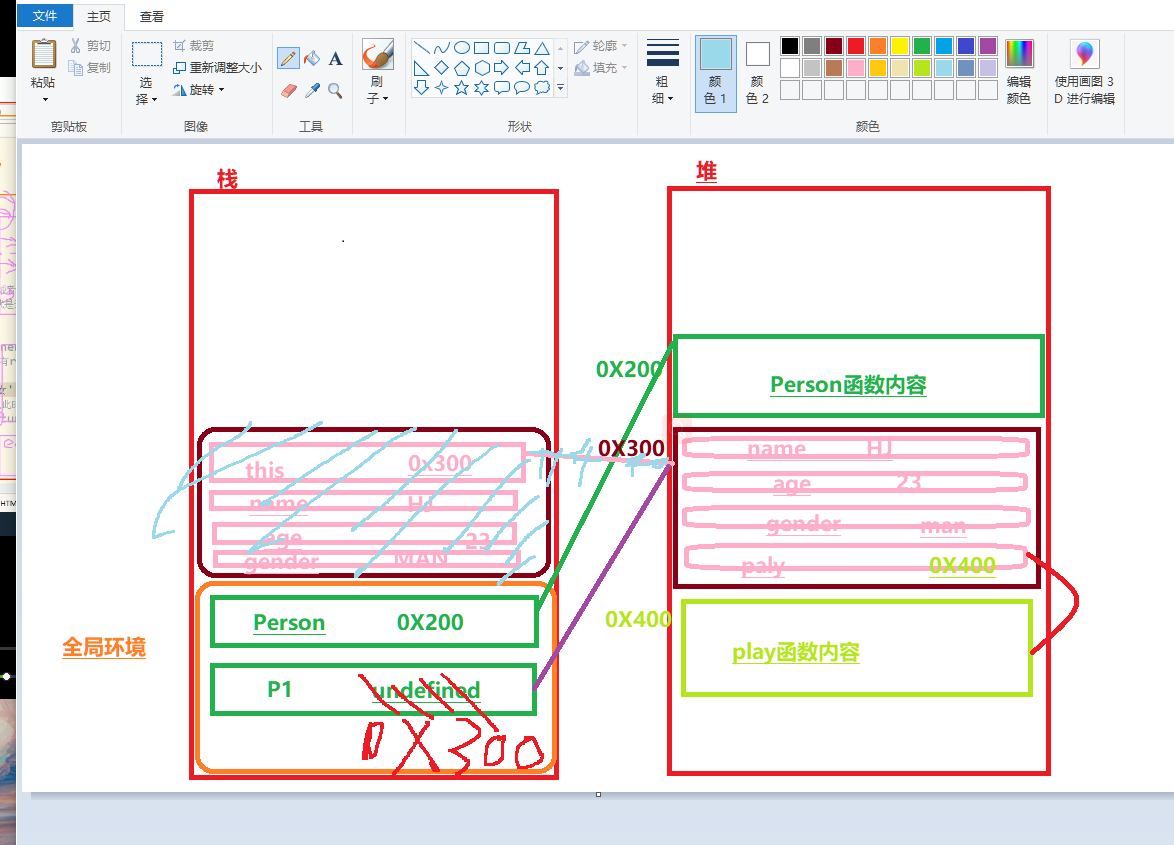 文件 主页 查看
剪切 裁剪 轮廓
粘贴 复制 选择 重新调整大小 A 刷子 填充 粗细 颜色 1 颜色 2 编辑颜色 使用画图 3D 进行编辑
旋转
剪贴板 图像 工具 形状 颜色
栈 堆
0X200 Person函数内容
0X300
this 0x300 name HJ
name HJ age 23
age 23 gender man
gender MAN paly 0X400
Person 0X200 0X400
全局环境 play函数内容
P1 undefined
0X300
HTM